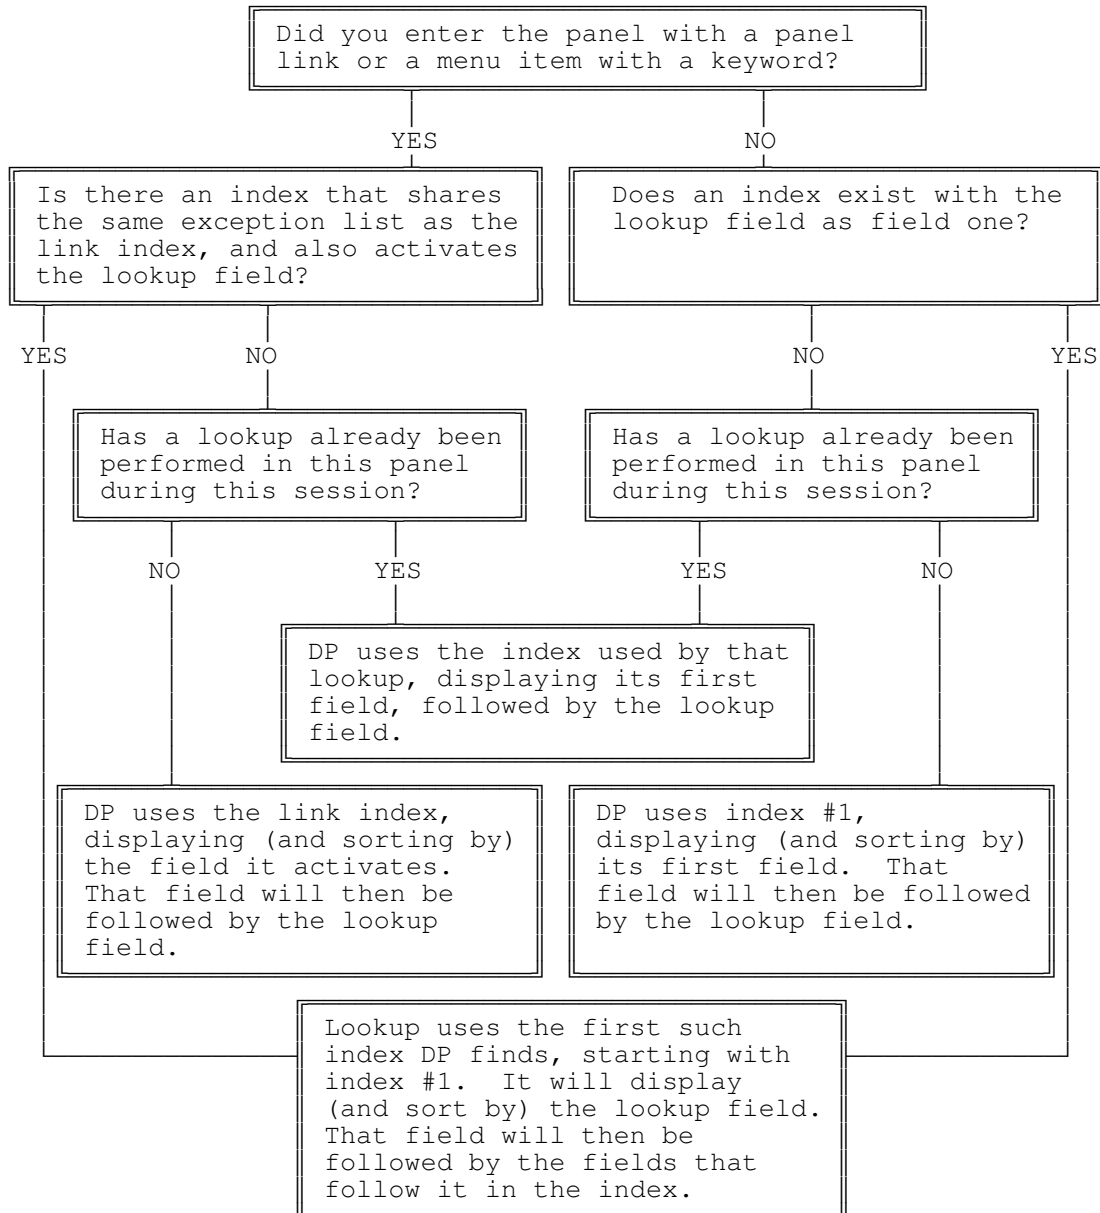 Did you enter the panel with a panel
link or a menu item with a keyword?
YES
NO
Is there an index that shares
the same exception list as the
link index, and also activates
the lookup field?
Does an index exist with the
lookup field as field one?
YES
NO
NO
YES
Has a lookup already been
performed in this panel
during this session?
Has a lookup already been
performed in this panel
during this session?
NO
YES
YES
NO
DP uses the index used by that
lookup, displaying its first
field, followed by the lookup
field.
DP uses the link index,
displaying (and sorting by)
the field it activates.
That field will then be
followed by the lookup
field.
DP uses index #1,
displaying (and sorting by)
its first field.  That
field will then be followed
by the lookup field.
Lookup uses the first such
index DP finds, starting with
index #1.  It will display
(and sort by) the lookup field.
That field will then be
followed by the fields that
follow it in the index.